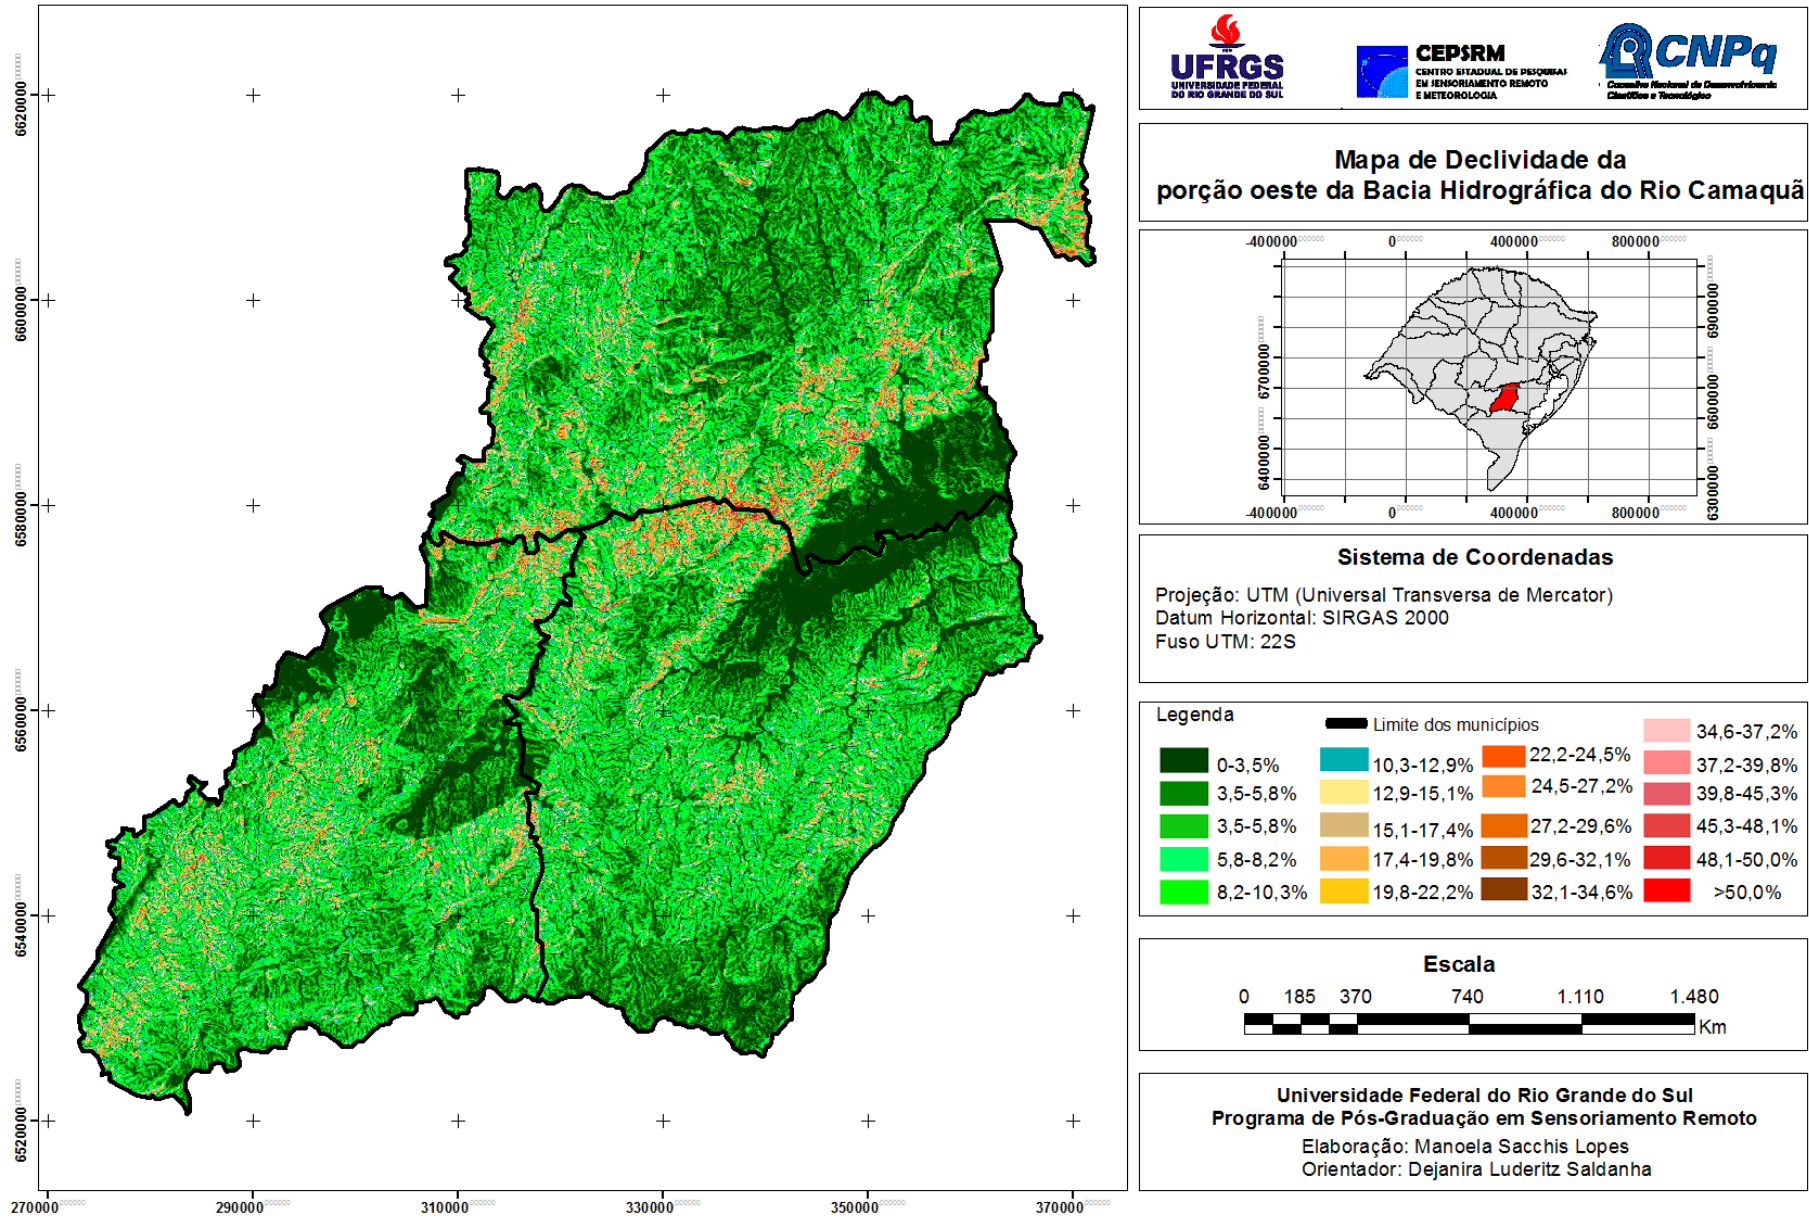 UFRGS
UNIVERSIDADE FEDERAL
DO RIO GRANDE DO SUL
CEPSRM
CENTRO ESTADUAL DE PESQUISAS
EM SENSORIAMENTO REMOTO
E METEOROLOGIA
CNPq
Conselho Nacional de Desenvolvimento
Científico e Tecnológico
Mapa de Declividade da
porção oeste da Bacia Hidrográfica do Rio Camaquã
-400000 0 400000 800000
6900000
6700000
6600000
6400000
6300000
-400000 0 400000 800000
Sistema de Coordenadas
Projeção: UTM (Universal Transversa de Mercator)
Datum Horizontal: SIRGAS 2000
Fuso UTM: 22S
Legenda
Limite dos municípios
0-3,5%
3,5-5,8%
3,5-5,8%
5,8-8,2%
8,2-10,3%
10,3-12,9%
12,9-15,1%
15,1-17,4%
17,4-19,8%
19,8-22,2%
22,2-24,5%
24,5-27,2%
27,2-29,6%
29,6-32,1%
32,1-34,6%
34,6-37,2%
37,2-39,8%
39,8-45,3%
45,3-48,1%
48,1-50,0%
>50,0%
Escala
0 185 370 740 1.110 1.480
Km
Universidade Federal do Rio Grande do Sul
Programa de Pós-Graduação em Sensoriamento Remoto
Elaboração: Manoela Sacchis Lopes
Orientador: Dejanira Luderitz Saldanha
6620000
6600000
6580000
6560000
6540000
6520000
270000 290000 310000 330000 350000 370000